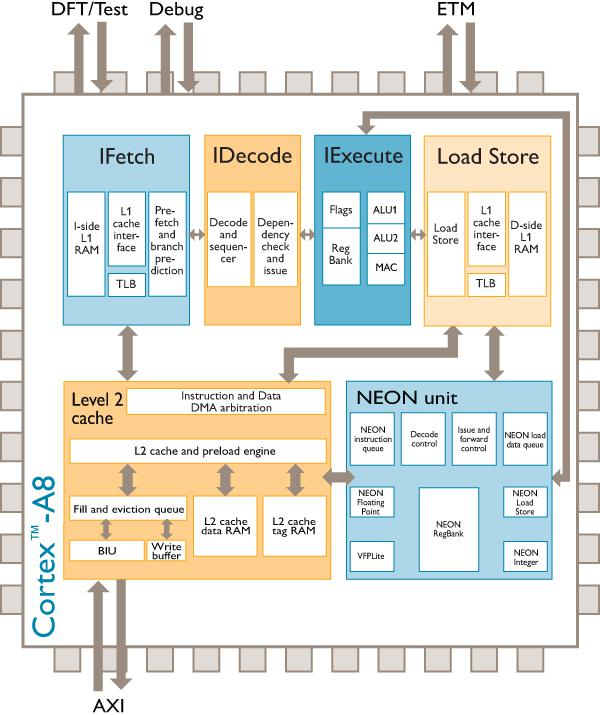 DFT/Test
Debug
ETM
IFetch
I-side
L1
RAM
L1
cache
inter-
face
TLB
Pre-
fetch
and
branch
pre-
diction
IDecode
Decode
and
sequen-
cer
Depen-
dency
check
and
issue
IExecute
Flags
Reg
Bank
ALU1
ALU2
MAC
Load Store
Load
Store
L1
cache
inter-
face
TLB
D-side
L1
RAM
Level 2
cache
Instruction and Data
DMA arbitration
L2 cache and preload engine
Fill and eviction queue
BIU
Write
buffer
L2 cache
data RAM
L2 cache
tag RAM
NEON unit
NEON
instruction
queue
Decode
control
Issue and
forward
control
NEON load
data queue
NEON
Floating
Point
NEON
RegBank
NEON
Load
Store
VFPLite
NEON
Integer
Cortex™-A8
AXI